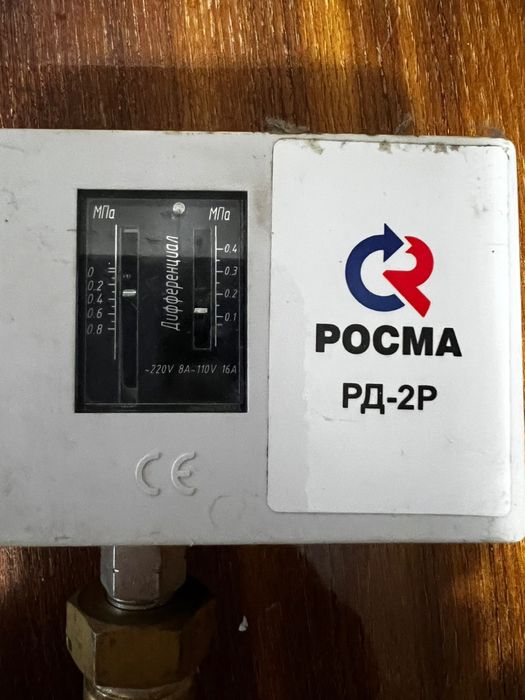 МПа
0
0.2
0.4
0.6
0.8
Дифференциал
МПа
0.4
0.3
0.2
0.1
~220V 8A~110V 16A
CE
РОСМА
РД-2Р